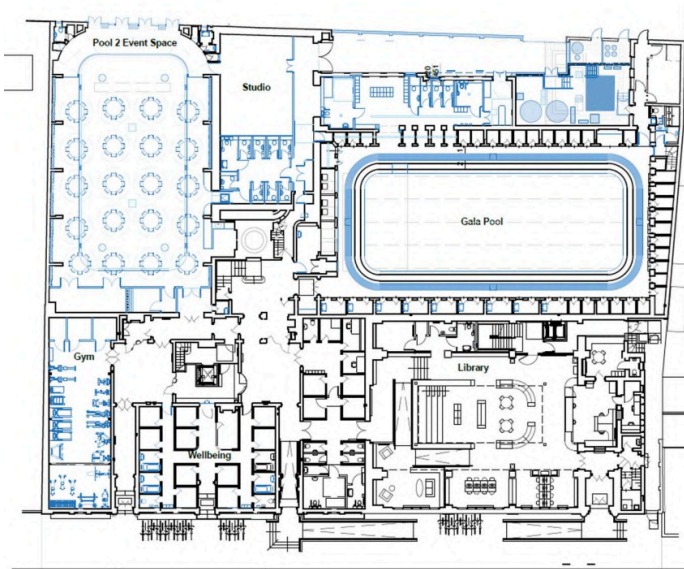 Pool 2 Event Space
Studio
Gala Pool
Gym
Library
Wellbeing